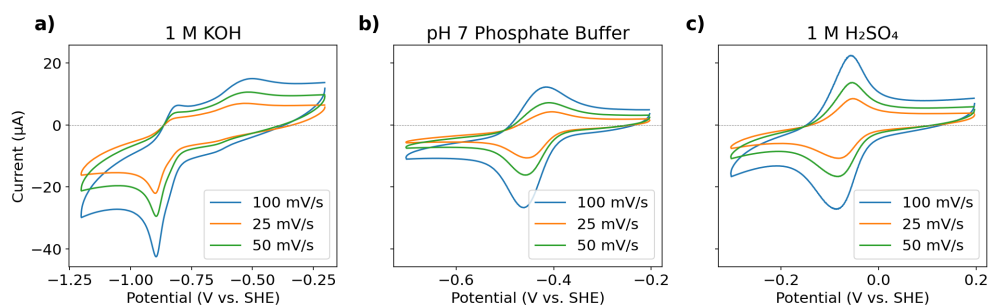 a) 1 M KOH
b) pH 7 Phosphate Buffer
c) 1 M H₂SO₄
Current (μA)
20
0
−20
−40
−1.25 −1.00 −0.75 −0.50 −0.25
Potential (V vs. SHE)
100 mV/s
25 mV/s
50 mV/s
−0.6 −0.4 −0.2
Potential (V vs. SHE)
100 mV/s
25 mV/s
50 mV/s
−0.2 0.0 0.2
Potential (V vs. SHE)
100 mV/s
25 mV/s
50 mV/s